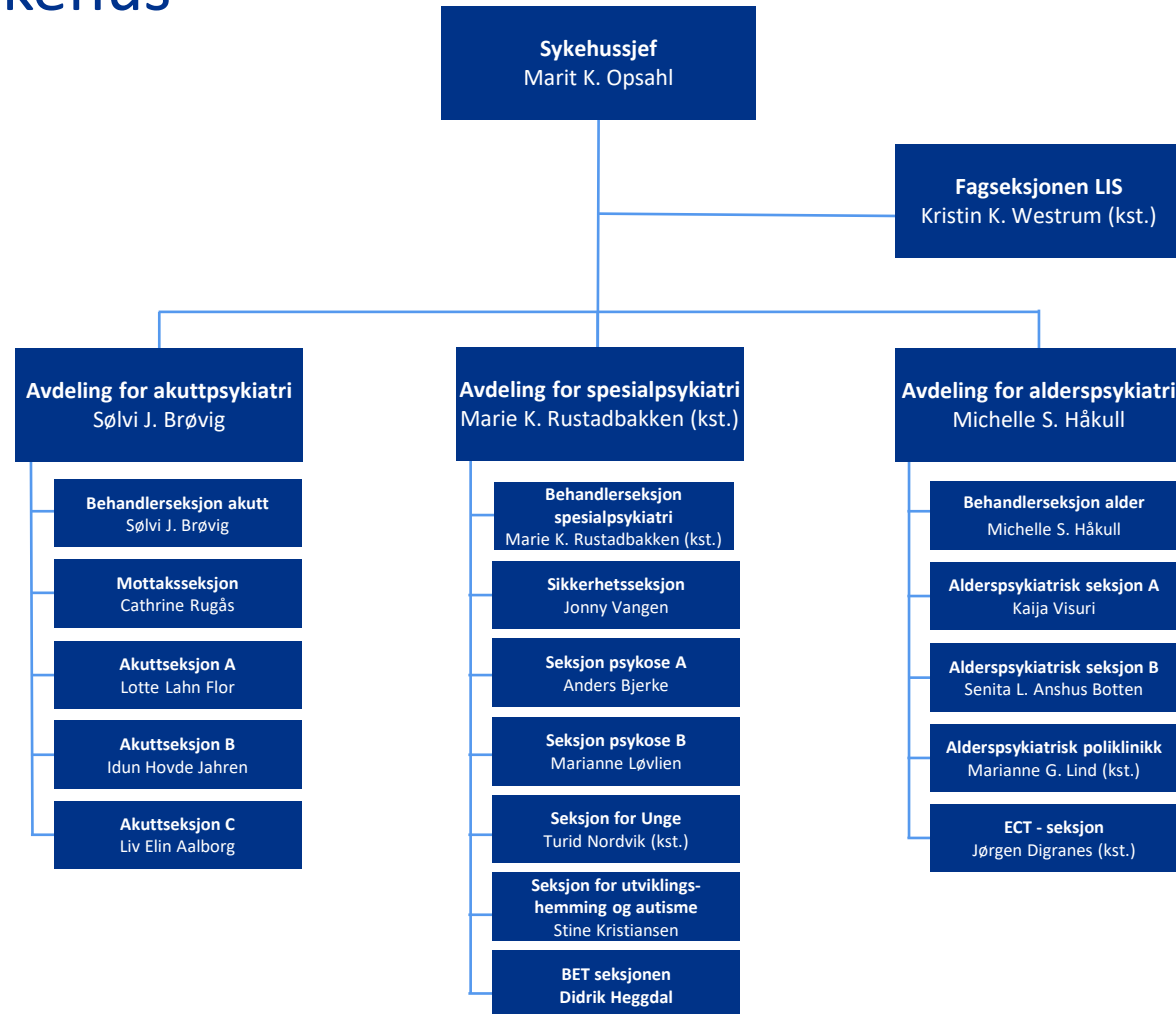 Sykehussjef
Marit K. Opsahl
Fagseksjonen LIS
Kristin K. Westrum (kst.)
Avdeling for akuttpsykiatri
Sølvi J. Brøvig
Behandlerseksjon akutt
Sølvi J. Brøvig
Mottaksseksjon
Cathrine Rugås
Akuttseksjon A
Lotte Lahn Flor
Akuttseksjon B
Idun Hovde Jahren
Akuttseksjon C
Liv Elin Aalborg
Avdeling for spesialpsykiatri
Marie K. Rustadbakken (kst.)
Behandlerseksjon
spesialpsykiatri
Marie K. Rustadbakken (kst.)
Sikkerhetsseksjon
Jonny Vangen
Seksjon psykose A
Anders Bjerke
Seksjon psykose B
Marianne Løvlien
Seksjon for Unge
Turid Nordvik (kst.)
Seksjon for utviklings-
hemming og autisme
Stine Kristiansen
BET seksjonen
Didrik Heggdal
Avdeling for alderspsykiatri
Michelle S. Håkull
Behandlerseksjon alder
Michelle S. Håkull
Alderspsykiatrisk seksjon A
Kaija Visuri
Alderspsykiatrisk seksjon B
Senita L. Anshus Botten
Alderspsykiatrisk poliklinikk
Marianne G. Lind (kst.)
ECT - seksjon
Jørgen Digranes (kst.)